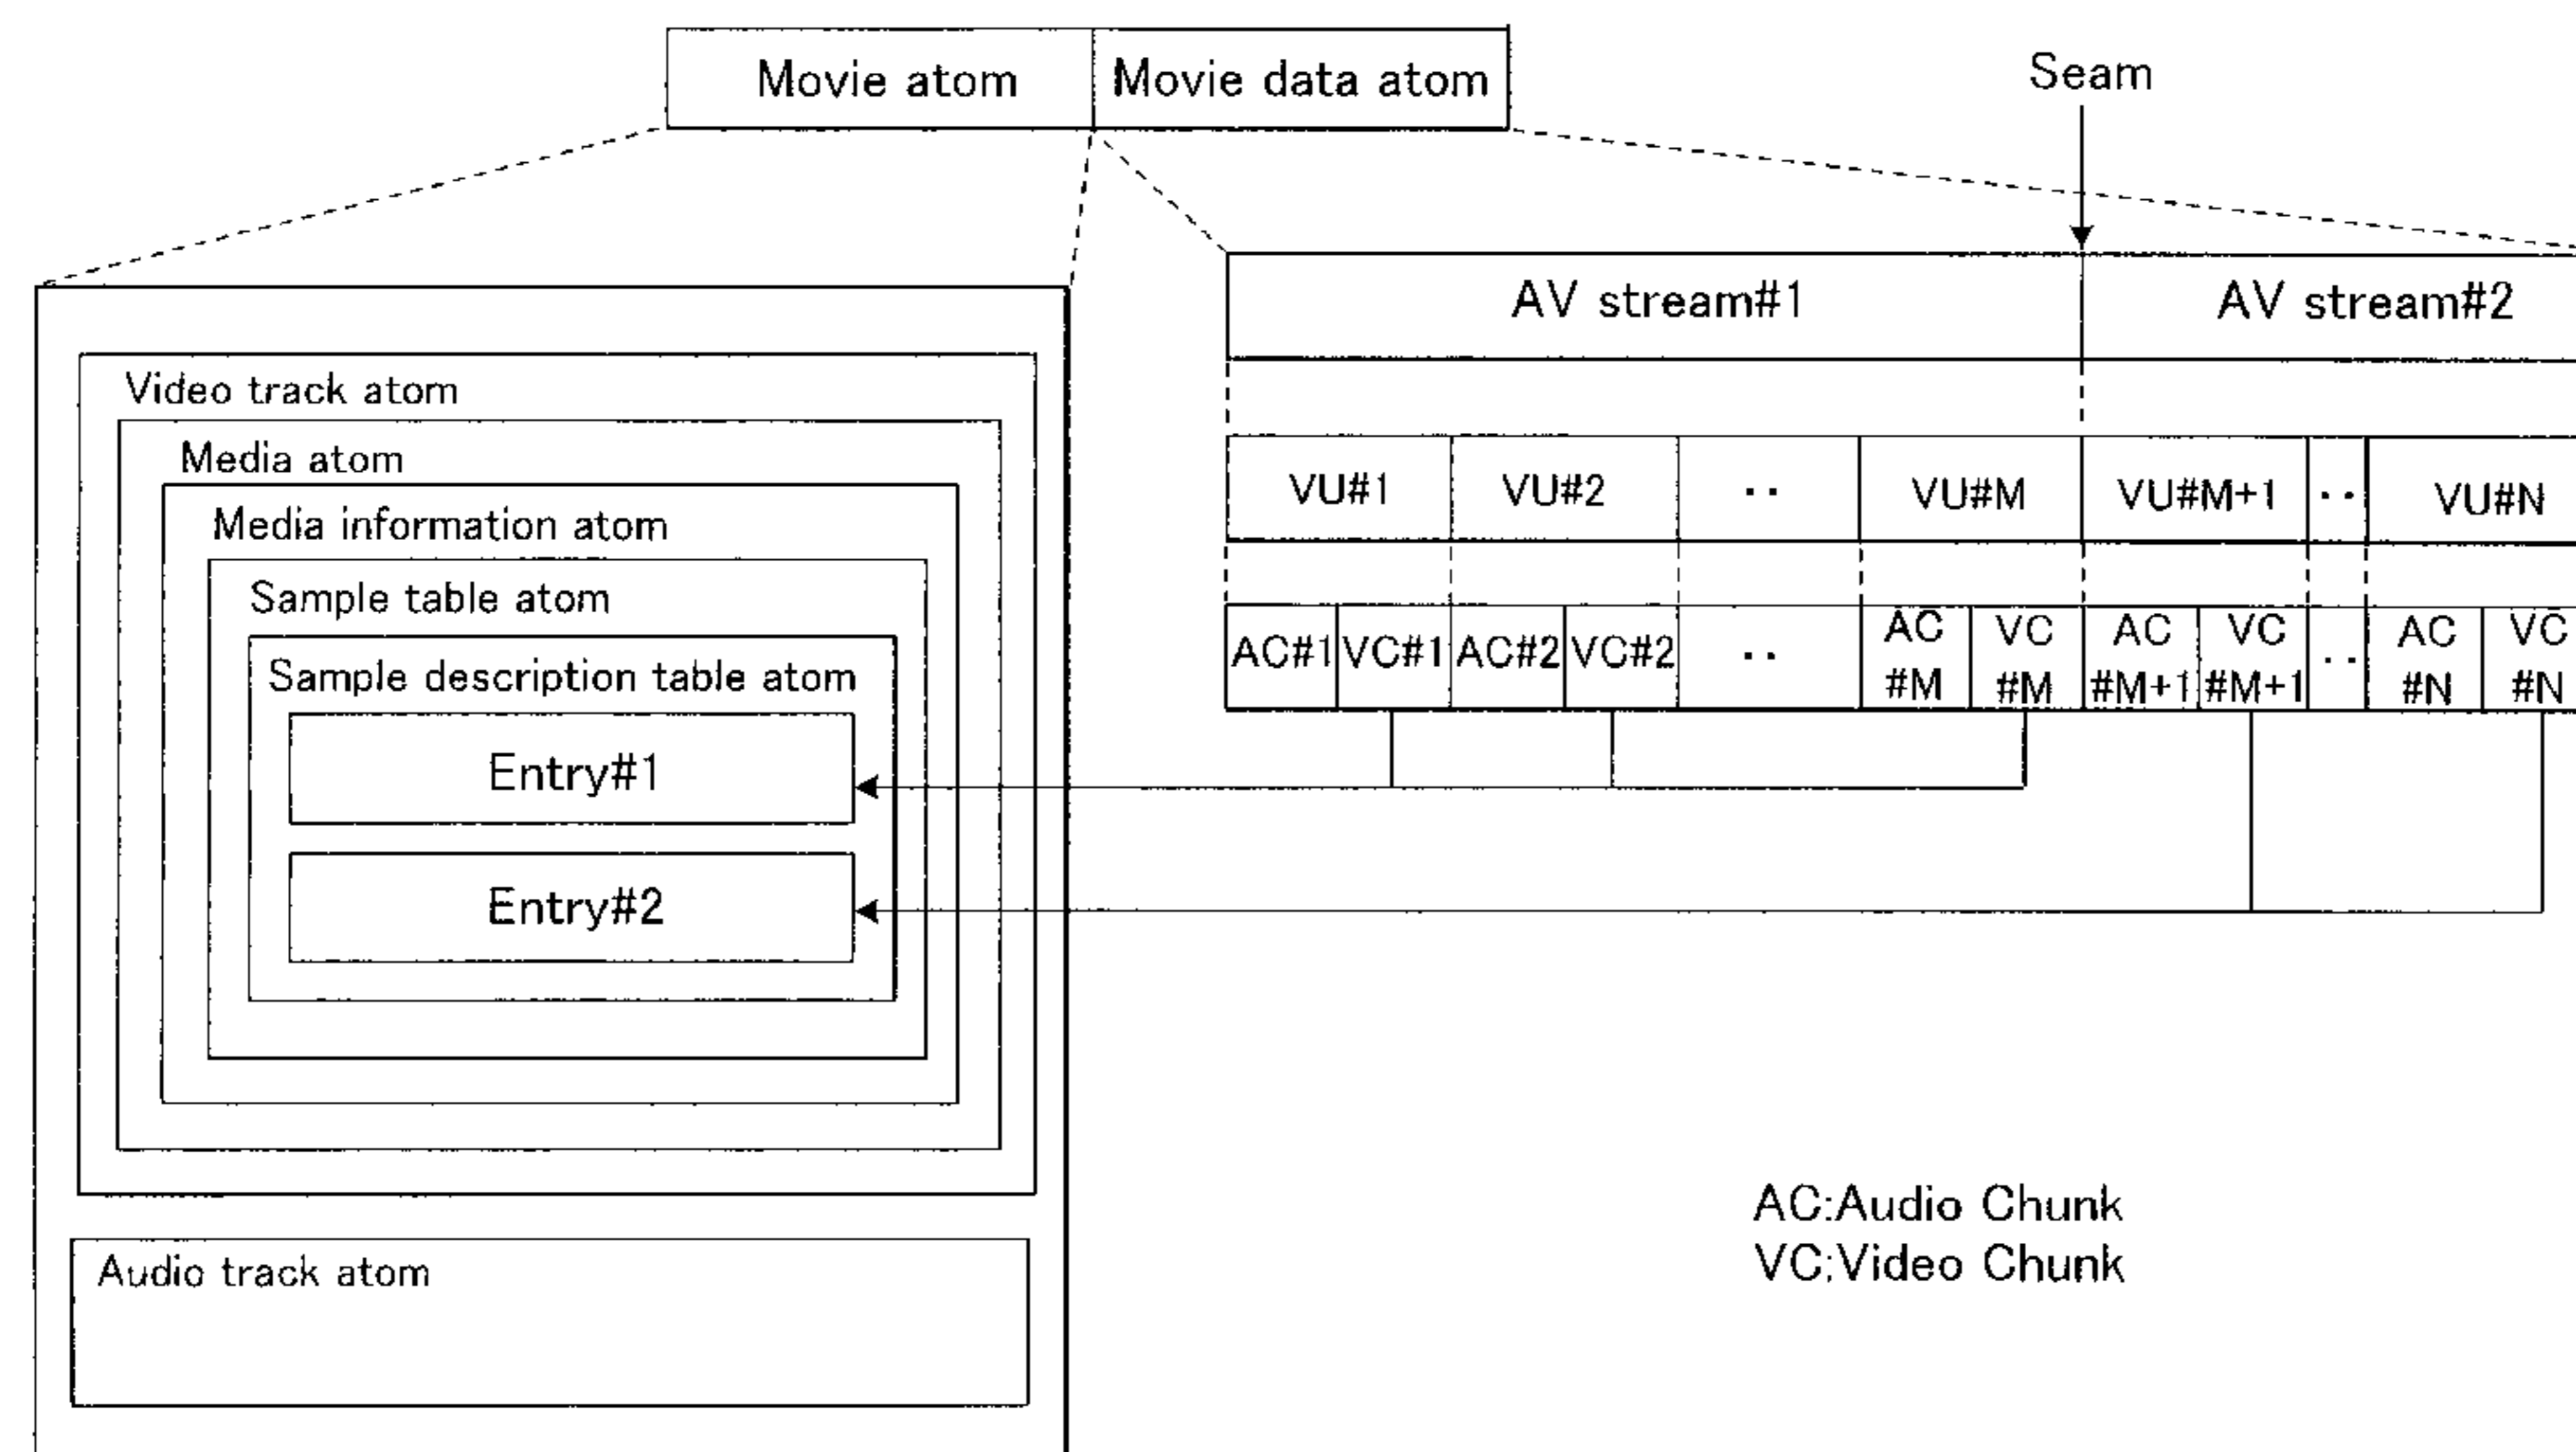 Movie atom
Movie data atom
Seam
AV stream#1
AV stream#2
Video track atom
Media atom
Media information atom
Sample table atom
Sample description table atom
Entry#1
Entry#2
Audio track atom
VU#1
VU#2
‥
VU#M
VU#M+1
‥
VU#N
AC#1
VC#1
AC#2
VC#2
‥
AC
#M
VC
#M
AC
#M+1
VC
#M+1
‥
AC
#N
VC
#N
AC:Audio Chunk
VC:Video Chunk